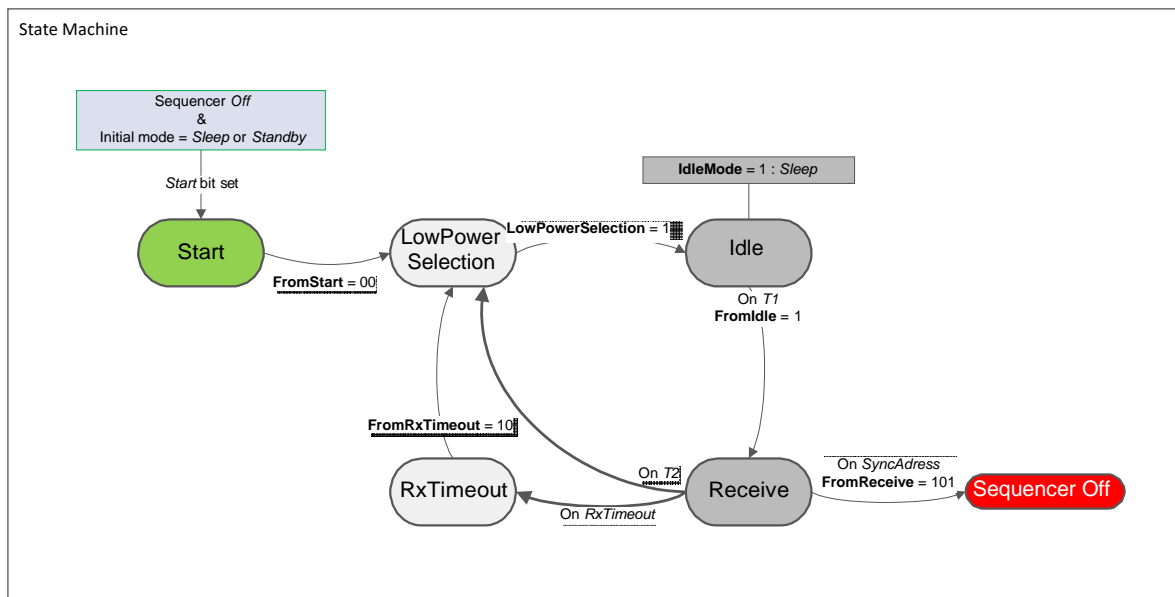 State Machine
Sequencer Off
&
Initial mode = Sleep or Standby
Start bit set
IdleMode = 1 : Sleep
Start
FromStart = 00
LowPower
Selection
LowPowerSelection = 1
Idle
On T1
FromIdle = 1
FromRxTimeout = 10
RxTimeout
On RxTimeout
On T2
Receive
On SyncAdress
FromReceive = 101
Sequencer Off